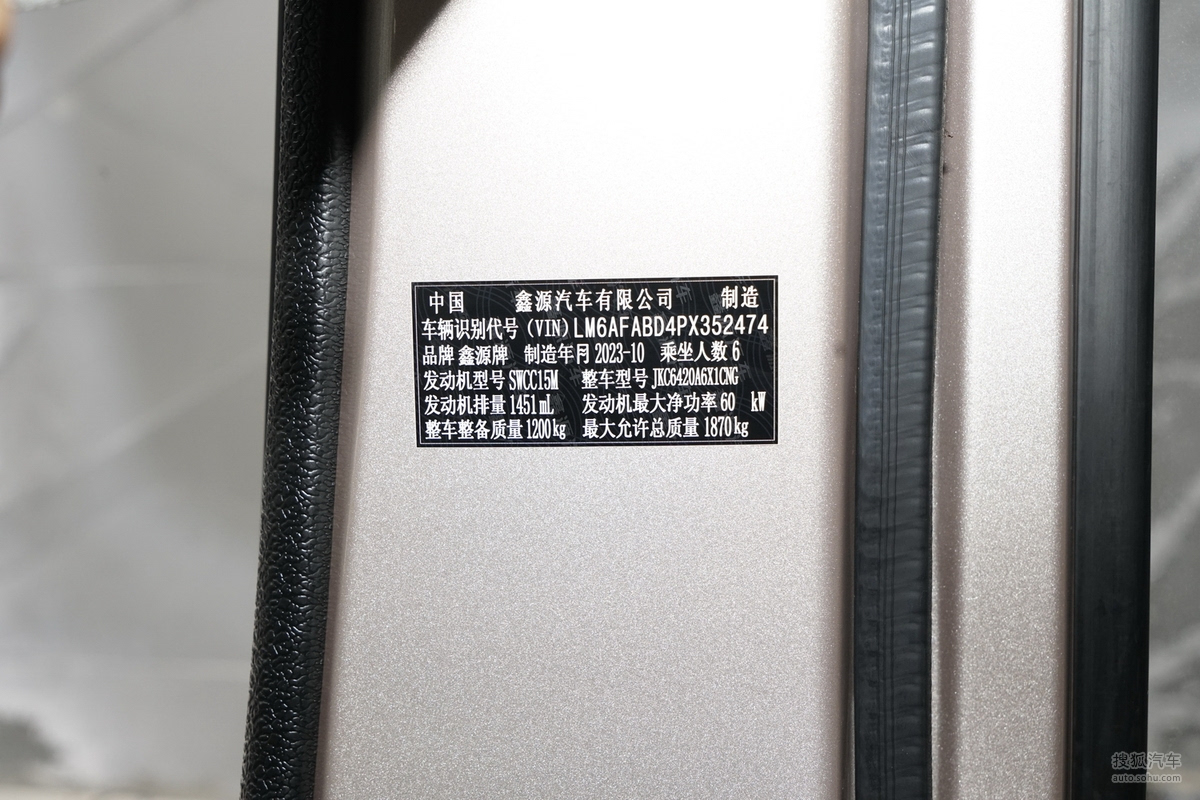 中国 鑫源汽车有限公司 制造
车辆识别代号(VIN)LM6AFABD4PX352474
品牌 鑫源牌 制造年月 2023-10 乘坐人数 6
发动机型号 SWCC15M 整车型号 JKC6420A6X1CNG
发动机排量 1451mL 发动机最大净功率 60 kW
整车整备质量 1200kg 最大允许总质量 1870kg
搜狐汽车
auto.sohu.com